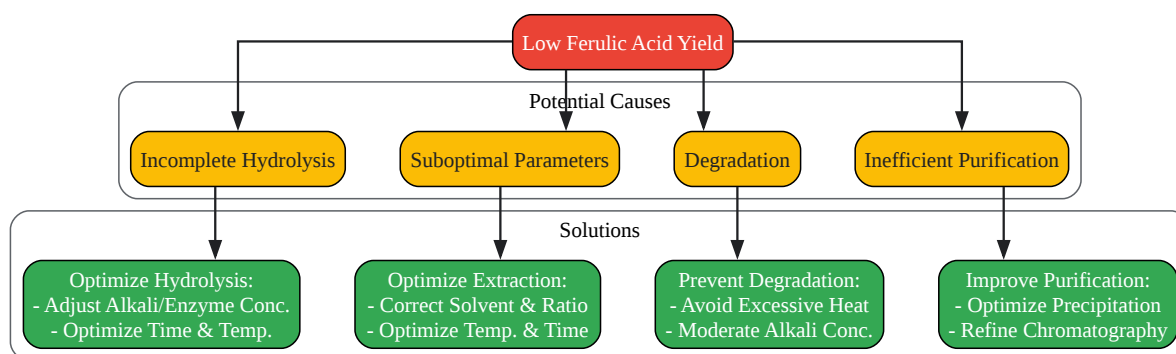 Low Ferulic Acid Yield
Potential Causes
Incomplete Hydrolysis
Suboptimal Parameters
Degradation
Inefficient Purification
Solutions
Optimize Hydrolysis:
- Adjust Alkali/Enzyme Conc.
- Optimize Time & Temp.
Optimize Extraction:
- Correct Solvent & Ratio
- Optimize Temp. & Time
Prevent Degradation:
- Avoid Excessive Heat
- Moderate Alkali Conc.
Improve Purification:
- Optimize Precipitation
- Refine Chromatography